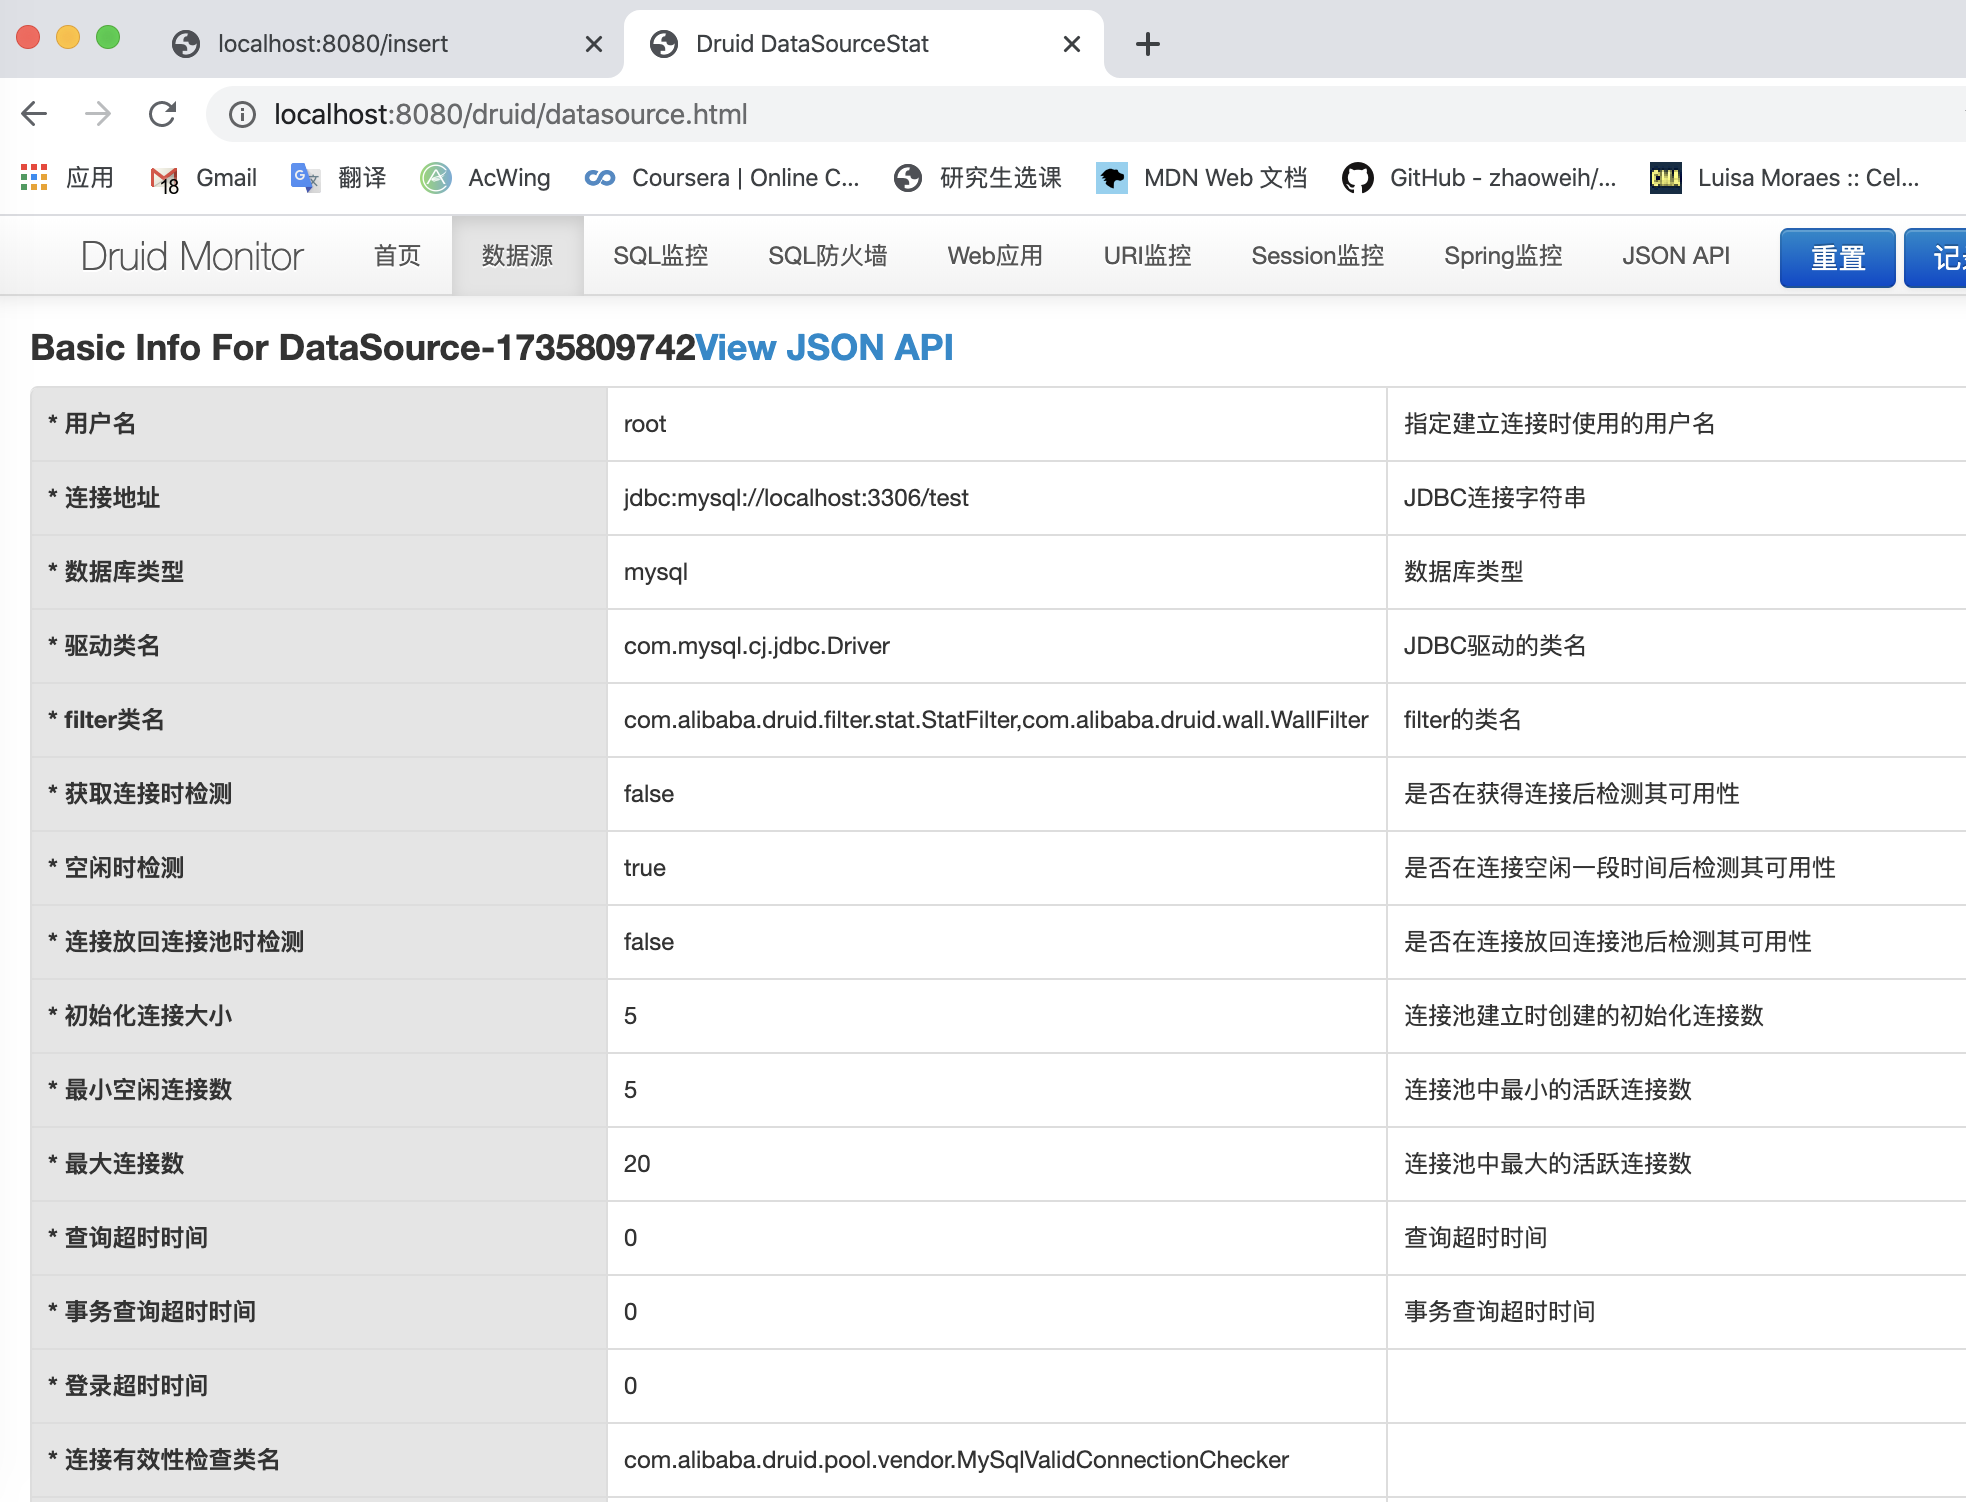 localhost:8080/insert
Druid DataSourceStat
localhost:8080/druid/datasource.html
应用 18 Gmail 翻译 AcWing Coursera | Online C... 研究生选课 MDN Web 文档 GitHub - zhaoweih/... CMA Luisa Moraes :: Cel...
Druid Monitor 首页 数据源 SQL监控 SQL防火墙 Web应用 URI监控 Session监控 Spring监控 JSON API 重置
Basic Info For DataSource-1735809742View JSON API
* 用户名 root 指定建立连接时使用的用户名
* 连接地址 jdbc:mysql://localhost:3306/test JDBC连接字符串
* 数据库类型 mysql 数据库类型
* 驱动类名 com.mysql.cj.jdbc.Driver JDBC驱动的类名
* filter类名 com.alibaba.druid.filter.stat.StatFilter,com.alibaba.druid.wall.WallFilter filter的类名
* 获取连接时检测 false 是否在获得连接后检测其可用性
* 空闲时检测 true 是否在连接空闲一段时间后检测其可用性
* 连接放回连接池时检测 false 是否在连接放回连接池后检测其可用性
* 初始化连接大小 5 连接池建立时创建的初始化连接数
* 最小空闲连接数 5 连接池中最小的活跃连接数
* 最大连接数 20 连接池中最大的活跃连接数
* 查询超时时间 0 查询超时时间
* 事务查询超时时间 0 事务查询超时时间
* 登录超时时间 0
* 连接有效性检查类名 com.alibaba.druid.pool.vendor.MySqlValidConnectionChecker